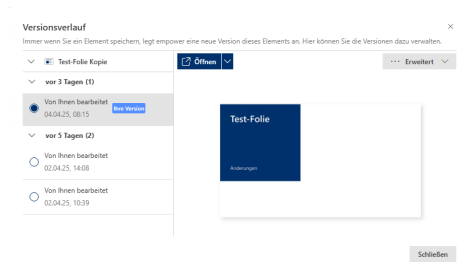 Versionsverlauf
Immer wenn Sie ein Element speichern, legt empower eine neue Version dieses Elements an. Hier können Sie die Versionen dazu verwalten.
Test-Folie Kopie
Öffnen
··· Erweitert
vor 3 Tagen (1)
Von Ihnen bearbeitet
Ihre Version
04.04.25, 08:15
vor 5 Tagen (2)
Von Ihnen bearbeitet
02.04.25, 14:08
Von Ihnen bearbeitet
02.04.25, 10:39
Test-Folie
Änderungen
Schließen